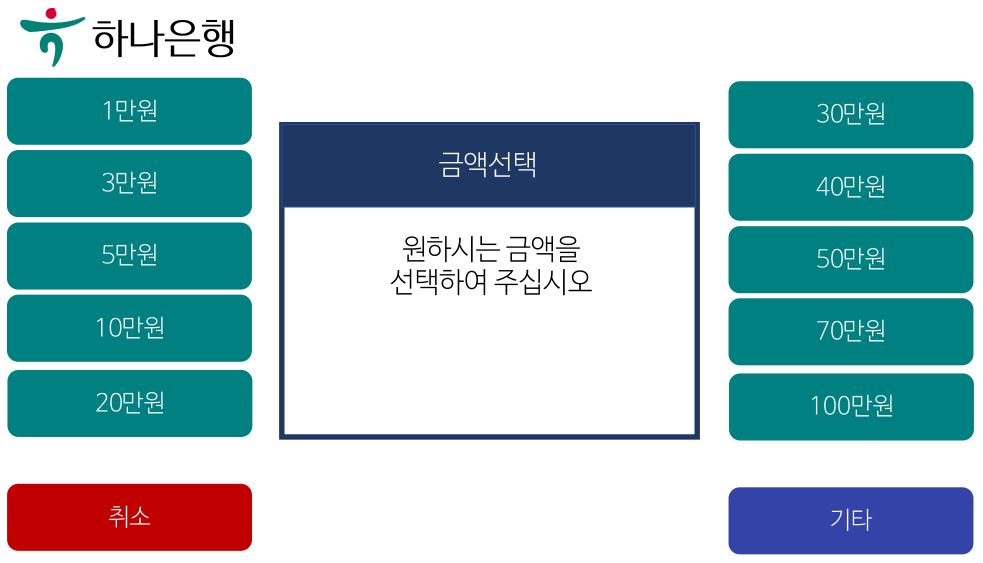 하나은행
1만원
3만원
5만원
10만원
20만원
취소
금액선택
원하시는 금액을
선택하여 주십시오
30만원
40만원
50만원
70만원
100만원
기타